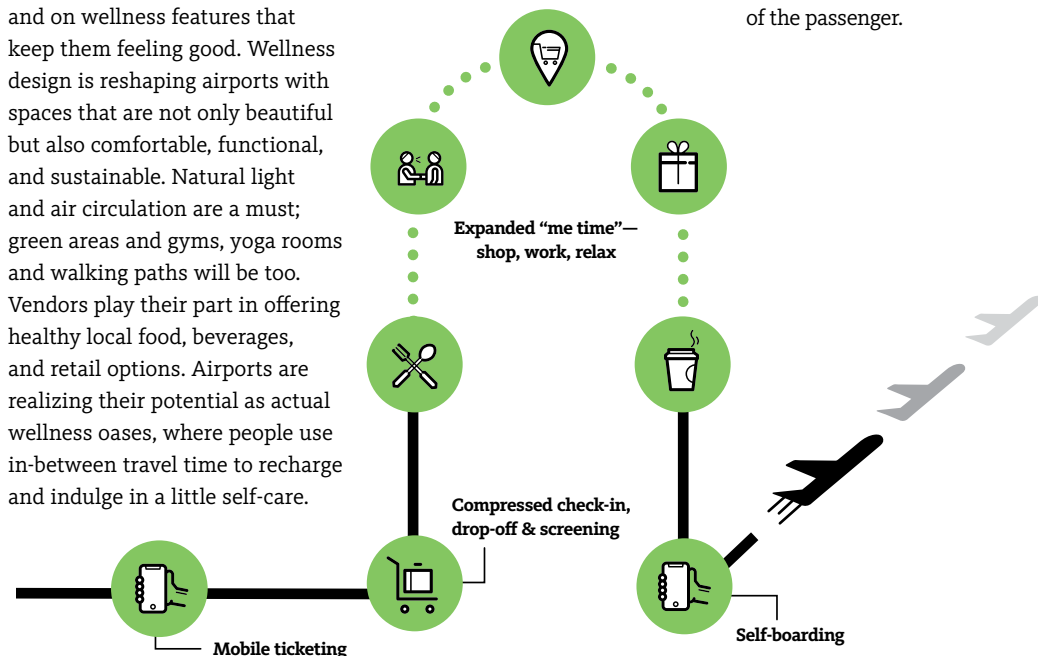 and on wellness features that
keep them feeling good. Wellness
design is reshaping airports with
spaces that are not only beautiful
but also comfortable, functional,
and sustainable. Natural light
and air circulation are a must;
green areas and gyms, yoga rooms
and walking paths will be too.
Vendors play their part in offering
healthy local food, beverages,
and retail options. Airports are
realizing their potential as actual
wellness oases, where people use
in-between travel time to recharge
and indulge in a little self-care.
of the passenger.
Expanded “me time”—
shop, work, relax
Compressed check-in,
drop-off & screening
Mobile ticketing
Self-boarding